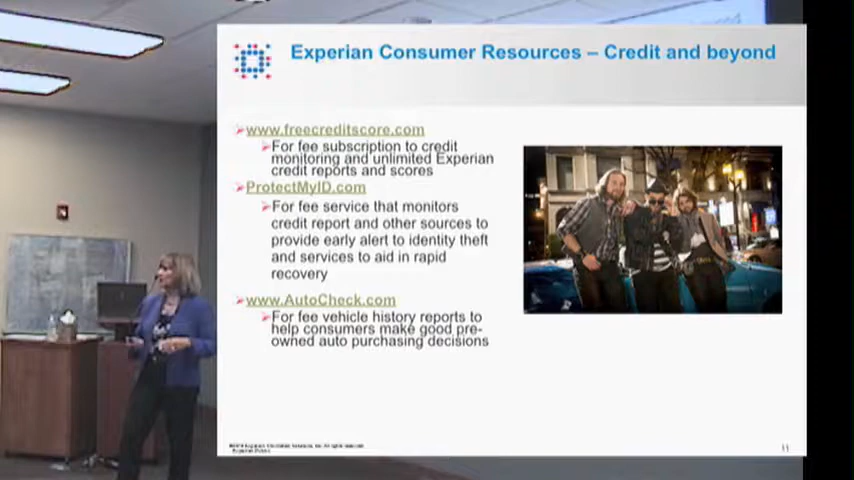 Experian Consumer Resources – Credit and beyond
www.freecreditscore.com
For fee subscription to credit
monitoring and unlimited Experian
credit reports and scores
ProtectMyID.com
For fee service that monitors
credit report and other sources to
provide early alert to identity theft
and services to aid in rapid
recovery
www.AutoCheck.com
For fee vehicle history reports to
help consumers make good pre-
owned auto purchasing decisions
11